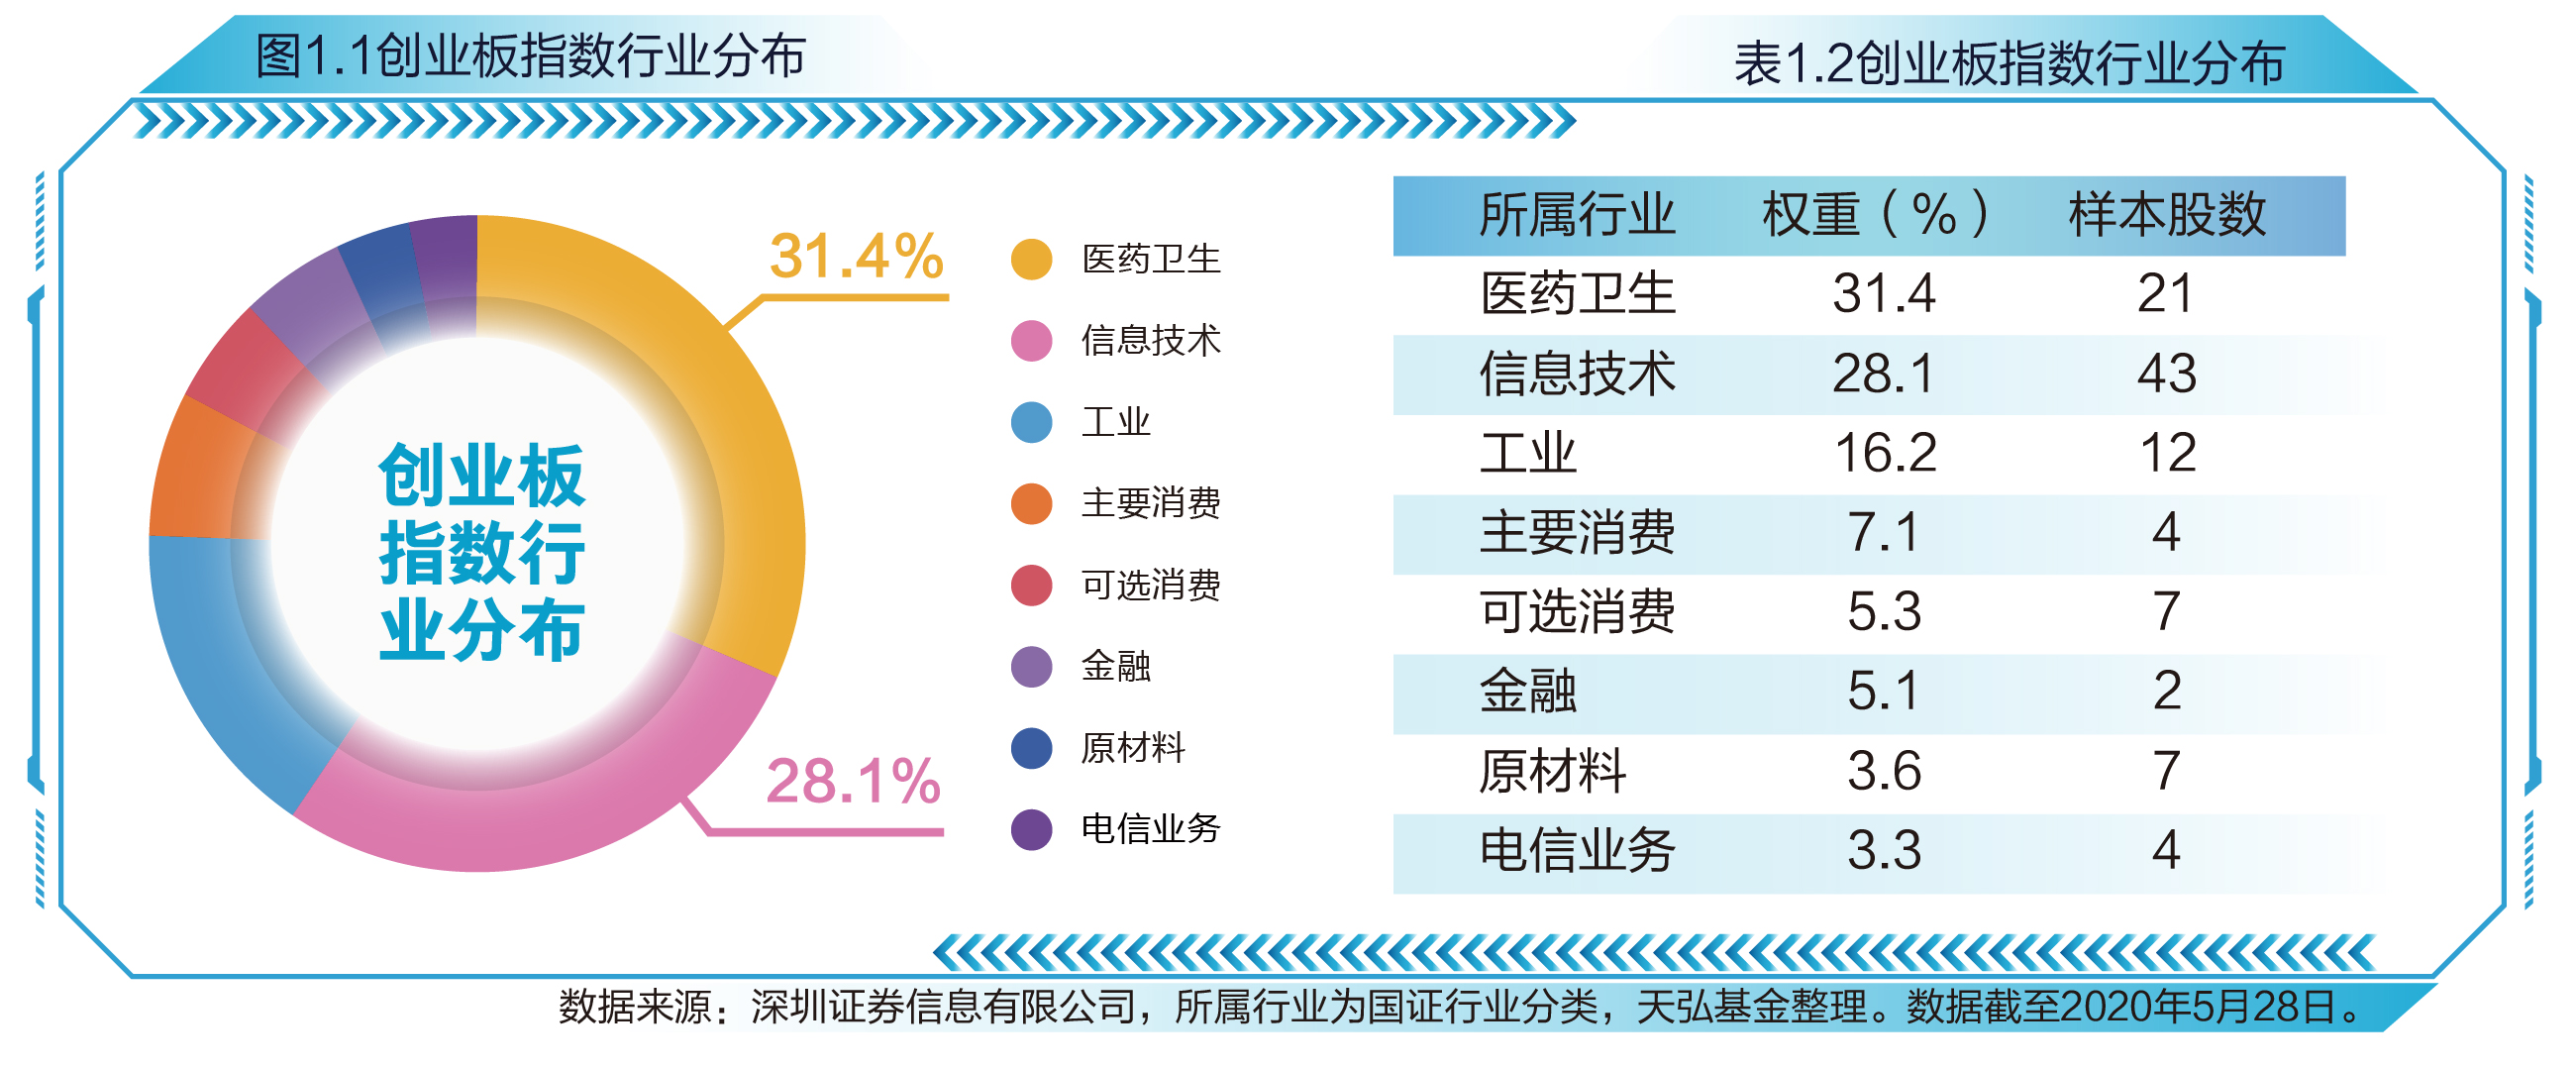 图1.1创业板指数行业分布
表1.2创业板指数行业分布
创业板
指数行
业分布
31.4%
28.1%
医药卫生
信息技术
工业
主要消费
可选消费
金融
原材料
电信业务
所属行业 权重（%） 样本股数
医药卫生 31.4 21
信息技术 28.1 43
工业 16.2 12
主要消费 7.1 4
可选消费 5.3 7
金融 5.1 2
原材料 3.6 7
电信业务 3.3 4
数据来源：深圳证券信息有限公司，所属行业为国证行业分类，天弘基金整理。数据截至2020年5月28日。